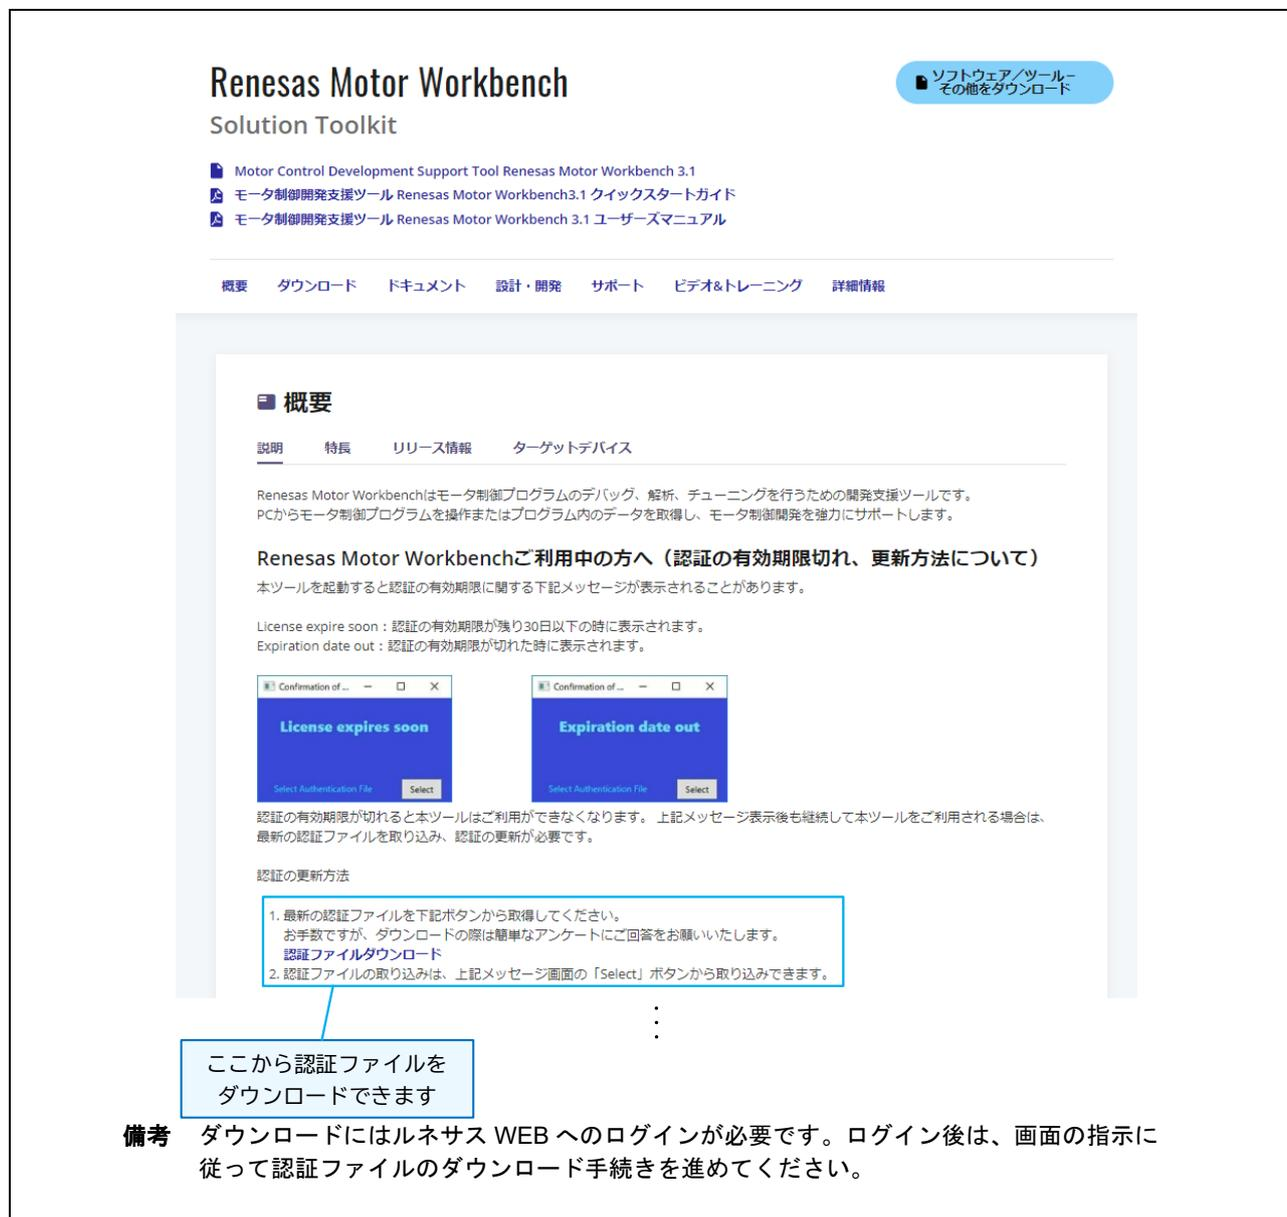 Renesas Motor Workbench
ソフトウェア/ツール－
その他をダウンロード
Solution Toolkit
Motor Control Development Support Tool Renesas Motor Workbench 3.1
モータ制御開発支援ツール Renesas Motor Workbench3.1 クイックスタートガイド
モータ制御開発支援ツール Renesas Motor Workbench 3.1 ユーザーズマニュアル
概要 ダウンロード ドキュメント 設計・開発 サポート ビデオ&トレーニング 詳細情報
概要
説明 特長 リリース情報 ターゲットデバイス
Renesas Motor Workbenchはモータ制御プログラムのデバッグ、解析、チューニングを行うための開発支援ツールです。
PCからモータ制御プログラムを操作またはプログラム内のデータを取得し、モータ制御開発を強力にサポートします。
Renesas Motor Workbenchご利用中の方へ（認証の有効期限切れ、更新方法について）
本ツールを起動すると認証の有効期限に関する下記メッセージが表示されることがあります。
License expire soon：認証の有効期限が残り30日以下の時に表示されます。
Expiration date out：認証の有効期限が切れた時に表示されます。
Confirmation of ...
License expires soon
Select Authentication File Select
Confirmation of ...
Expiration date out
Select Authentication File Select
認証の有効期限が切れると本ツールはご利用ができなくなります。 上記メッセージ表示後も継続して本ツールをご利用される場合は、
最新の認証ファイルを取り込み、認証の更新が必要です。
認証の更新方法
1. 最新の認証ファイルを下記ボタンから取得してください。
お手数ですが、ダウンロードの際は簡単なアンケートにご回答をお願いいたします。
認証ファイルダウンロード
2. 認証ファイルの取り込みは、上記メッセージ画面の「Select」ボタンから取り込みできます。
ここから認証ファイルを
ダウンロードできます
備考 ダウンロードにはルネサス WEB へのログインが必要です。ログイン後は、画面の指示に
従って認証ファイルのダウンロード手続きを進めてください。